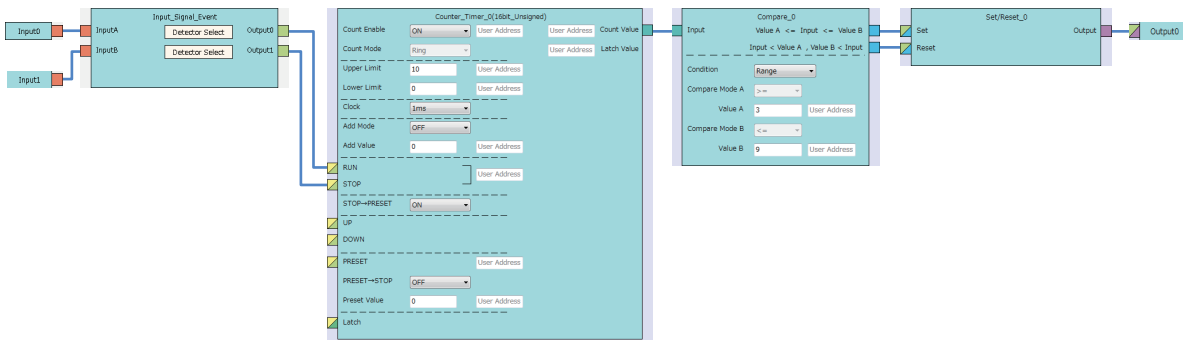 Input0
Input1
Input_Signal_Event
InputA Detector Select Output0
InputB Detector Select Output1
Counter_Timer_0(16bit_Unsigned)
Count Enable ON User Address User Address Count Value
Count Mode Ring User Address Latch Value
Upper Limit 10 User Address
Lower Limit 0 User Address
Clock 1ms
Add Mode OFF
Add Value 0 User Address
RUN
User Address
STOP
STOP→PRESET ON
UP
DOWN
PRESET User Address
PRESET→STOP OFF
Preset Value 0 User Address
Latch
Compare_0
Input Value A <= Input <= Value B
Input < Value A , Value B < Input
Condition Range
Compare Mode A >=
Value A 3 User Address
Compare Mode B <=
Value B 9 User Address
Set/Reset_0
Set Output
Reset
Output0